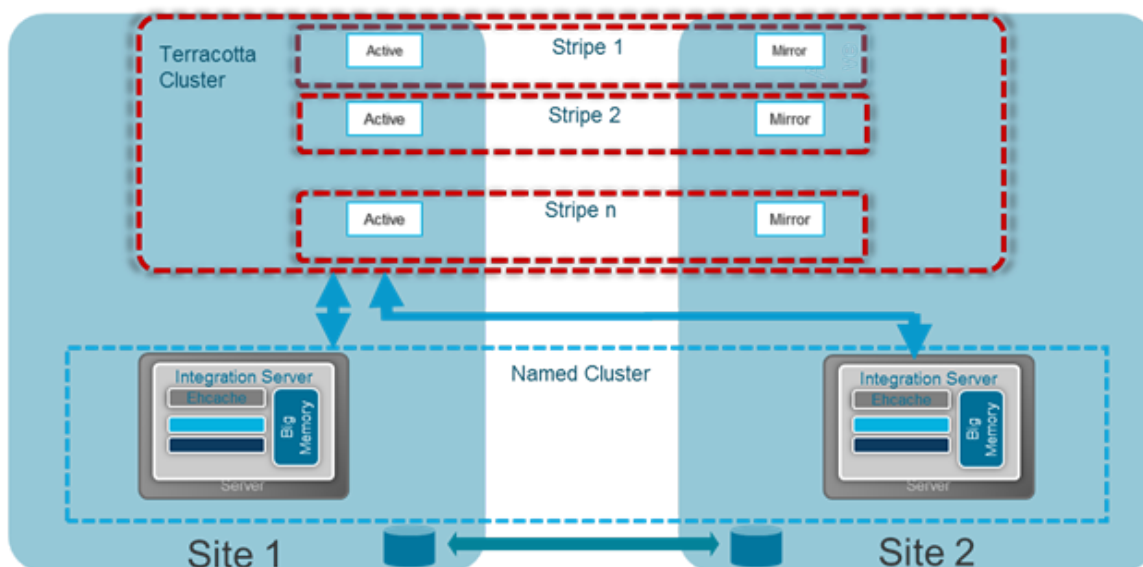 Terracotta
Cluster
Active
Stripe 1
Mirror
Active
Stripe 2
Mirror
Active
Stripe n
Mirror
Named Cluster
Integration Server
Ehcache
Big
Memory
Server
Integration Server
Ehcache
Big
Memory
Server
Site 1
Site 2